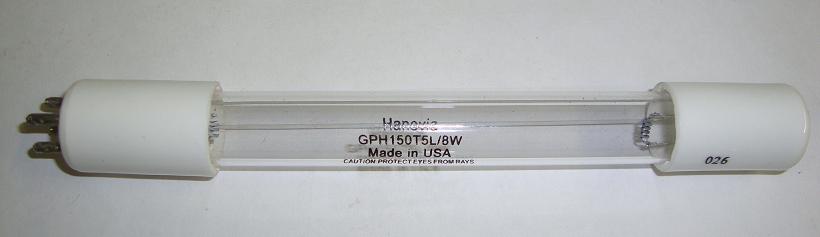 Hanovia
GPH150T5L/8W
Made in USA
CAUTION: PROTECT EYES FROM RAYS
026